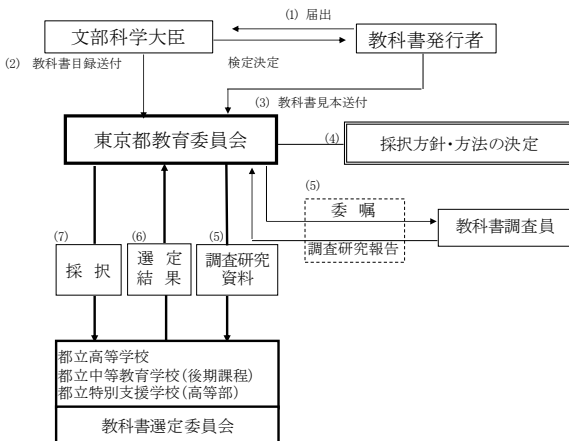 (1) 届出
文部科学大臣
教科書発行者
(2) 教科書目録送付
検定決定
(3) 教科書見本送付
東京都教育委員会
(4)
採択方針・方法の決定
(5)
委 嘱
教科書調査員
調査研究報告
(7)
(6)
(5)
採 択
選 定
結 果
調査研究
資料
都立高等学校
都立中等教育学校(後期課程)
都立特別支援学校(高等部)
教科書選定委員会